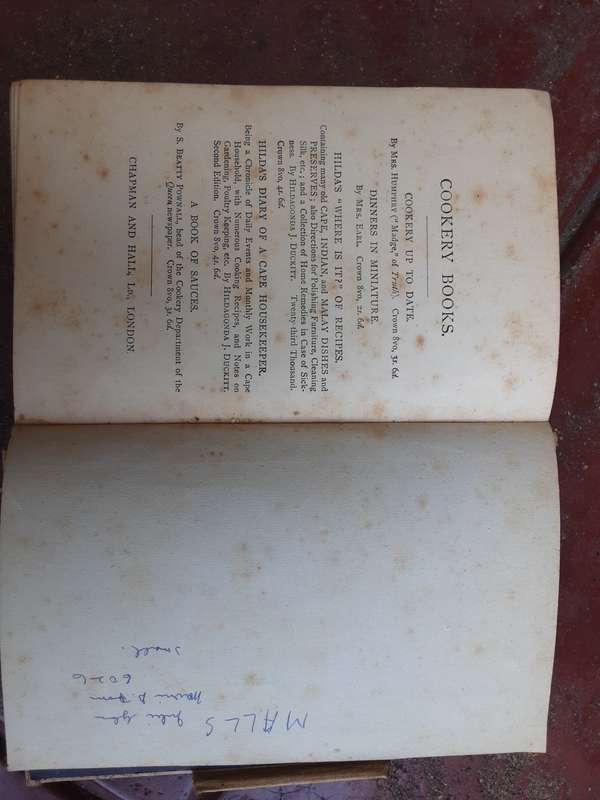 COOKERY BOOKS.
COOKERY UP TO DATE.
By Mrs. Humphry ("Madge," of Truth). Crown 8vo, 3s. 6d.
DINNERS IN MINIATURE.
By Mrs. Earl. Crown 8vo, 2s. 6d.
HILDA'S "WHERE IS IT?" OF RECIPES.
Containing many old CAPE, INDIAN, and MALAY DISHES and
PRESERVES; also Directions for Polishing Furniture, Cleaning
Silk, etc.; and a Collection of Home Remedies in Case of Sick-
ness. By Hildagonda J. Duckitt. Twenty-third Thousand.
Crown 8vo, 4s. 6d.
HILDA'S DIARY OF A CAPE HOUSEKEEPER.
Being a Chronicle of Daily Events and Monthly Work in a Cape
Household, with Numerous Cooking Recipes, and Notes on
Gardening, Poultry Keeping, etc. By Hildagonda J. Duckitt.
Second Edition. Crown 8vo, 4s. 6d.
A BOOK OF SAUCES.
By S. Beatty Pownall, head of the Cookery Department of the
Queen newspaper. Crown 8vo, 3s. 6d.
CHAPMAN AND HALL, Ld., LONDON.
MALLS
6026
small.